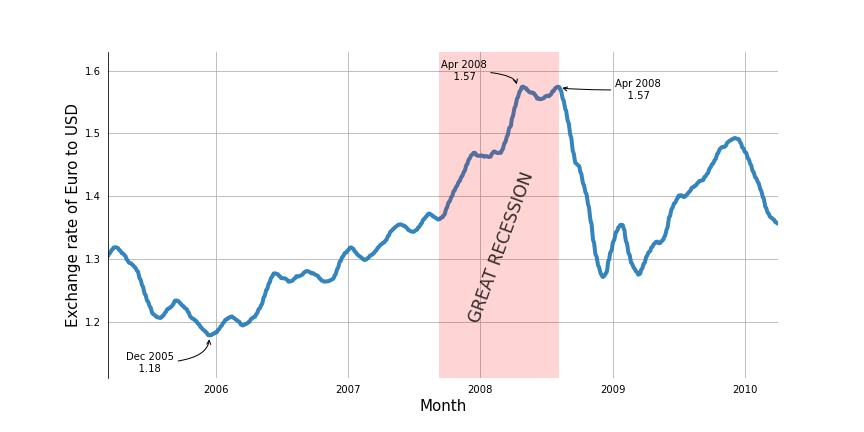 Apr 2008
1.57
Apr 2008
1.57
Dec 2005
1.18
GREAT RECESSION
Exchange rate of Euro to USD
1.6
1.5
1.4
1.3
1.2
2006
2007
2008
2009
2010
Month